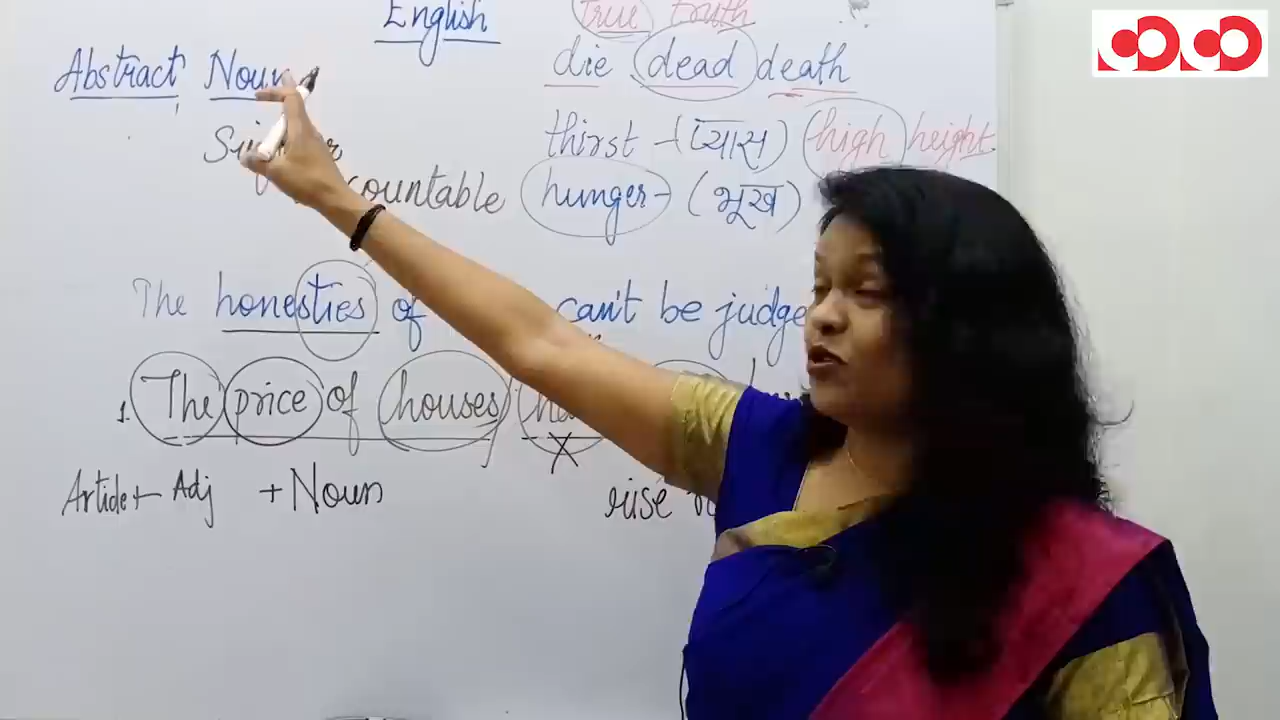 English
true truth
Abstract Noun
die dead death
thirst - (प्यास) high height.
countable hunger - (भूख)
The honesties of can't be judge
1. The price of houses
Article + Adj + Noun
rise